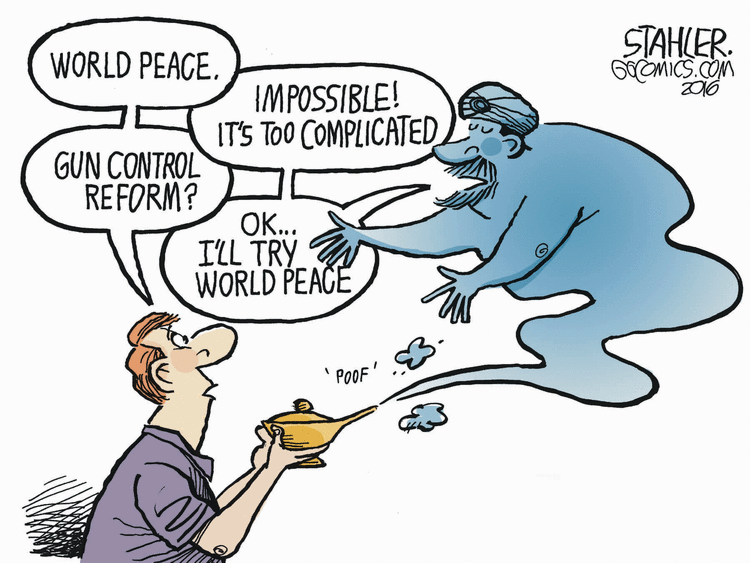 WORLD PEACE.
IMPOSSIBLE!
IT'S TOO COMPLICATED
GUN CONTROL
REFORM?
OK...
I'LL TRY
WORLD PEACE
'POOF'
STAHLER.
GOCOMICS.COM
2016